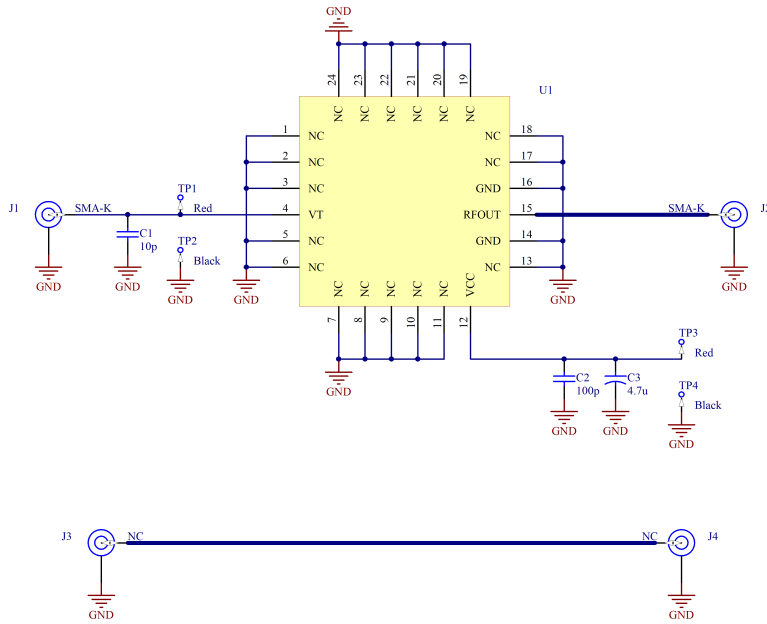 GND
U1
24 23 22 21 20 19
NC NC NC NC NC NC
1 NC NC 18
2 NC NC 17
3 NC GND 16
J1 SMA-K TP1 Red 4 VT RFOUT 15 SMA-K
C1 10p
TP2 Black
5 NC GND 14
6 NC NC 13
GND GND GND GND GND GND
NC NC NC NC NC VCC
7 8 9 10 11 12
GND
TP3 Red
C2 100p
C3 4.7u
TP4 Black
GND GND GND
J3 NC NC J4
GND GND